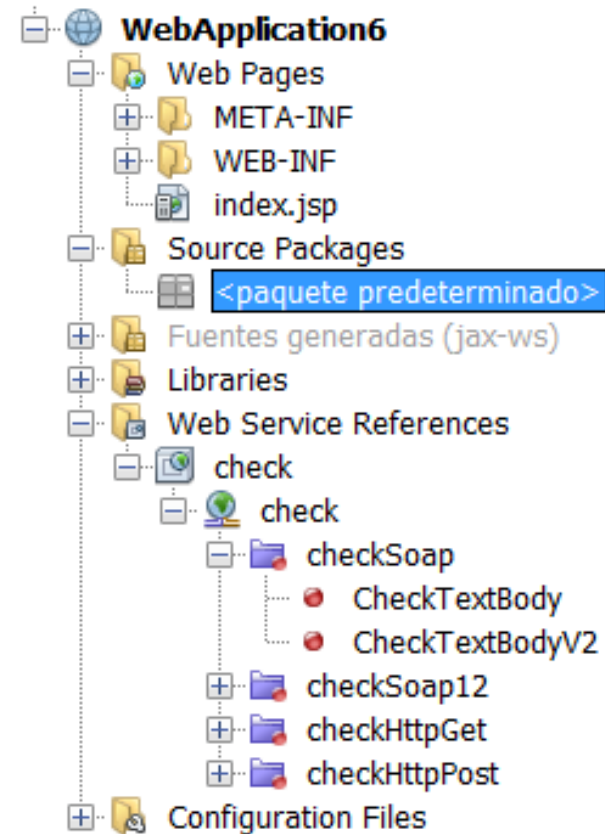 WebApplication6
Web Pages
META-INF
WEB-INF
index.jsp
Source Packages
<paquete predeterminado>
Fuentes generadas (jax-ws)
Libraries
Web Service References
check
check
checkSoap
CheckTextBody
CheckTextBodyV2
checkSoap12
checkHttpGet
checkHttpPost
Configuration Files